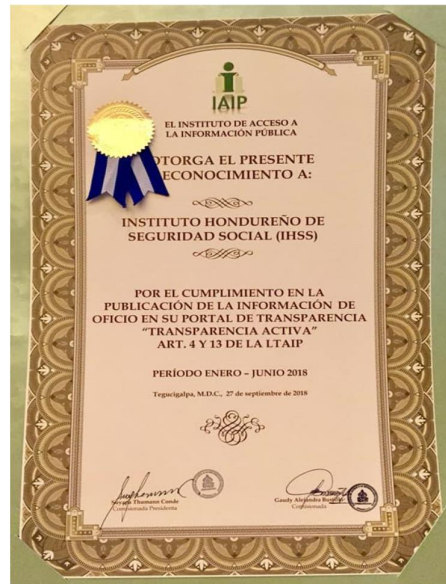 IAIP
EL INSTITUTO DE ACCESO A
LA INFORMACIÓN PÚBLICA
OTORGA EL PRESENTE
RECONOCIMIENTO A:
INSTITUTO HONDUREÑO DE
SEGURIDAD SOCIAL (IHSS)
POR EL CUMPLIMIENTO EN LA
PUBLICACIÓN DE LA INFORMACIÓN DE
OFICIO EN SU PORTAL DE TRANSPARENCIA
“TRANSPARENCIA ACTIVA”
ART. 4 Y 13 DE LA LTAIP
PERÍODO ENERO – JUNIO 2018
Tegucigalpa, M.D.C., 27 de septiembre de 2018
Thumann Conde
Comisionada Presidenta
Gaudy Alejandra
Comisionada